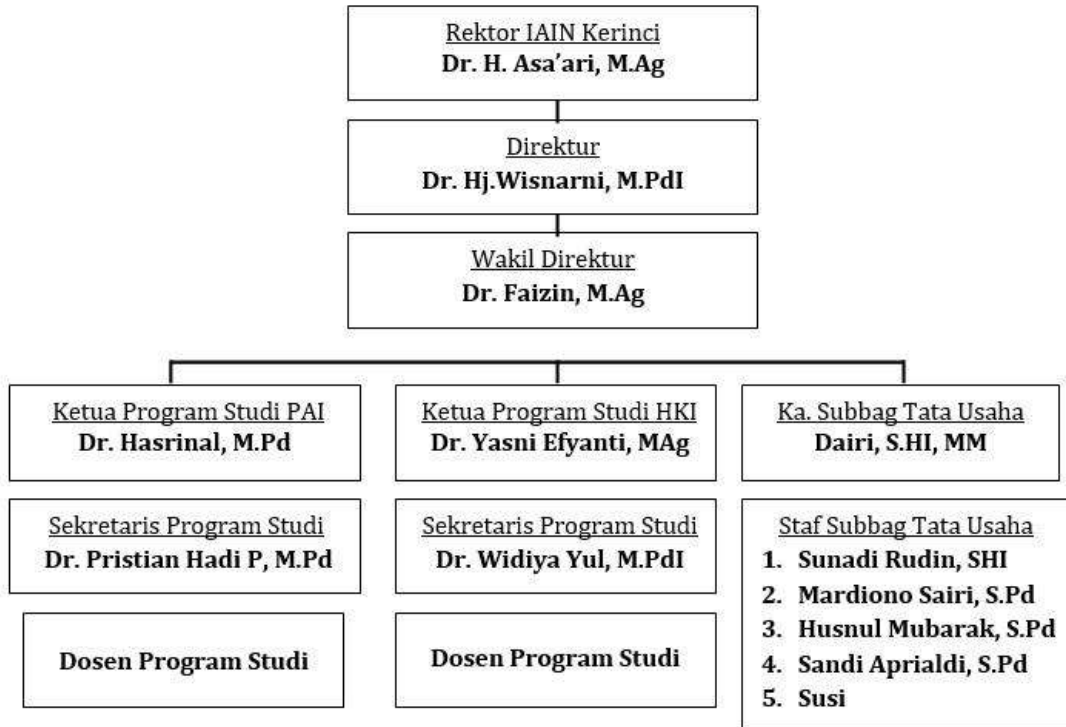 Rektor IAIN Kerinci
Dr. H. Asa’ari, M.Ag
Direktur
Dr. Hj.Wisnarni, M.PdI
Wakil Direktur
Dr. Faizin, M.Ag
Ketua Program Studi PAI
Dr. Hasrinal, M.Pd
Sekretaris Program Studi
Dr. Pristian Hadi P, M.Pd
Dosen Program Studi
Ketua Program Studi HKI
Dr. Yasni Efyanti, MAg
Sekretaris Program Studi
Dr. Widiya Yul, M.PdI
Dosen Program Studi
Ka. Subbag Tata Usaha
Dairi, S.HI, MM
Staf Subbag Tata Usaha
1. Sunadi Rudin, SHI
2. Mardiono Sairi, S.Pd
3. Husnul Mubarak, S.Pd
4. Sandi Aprialdi, S.Pd
5. Susi